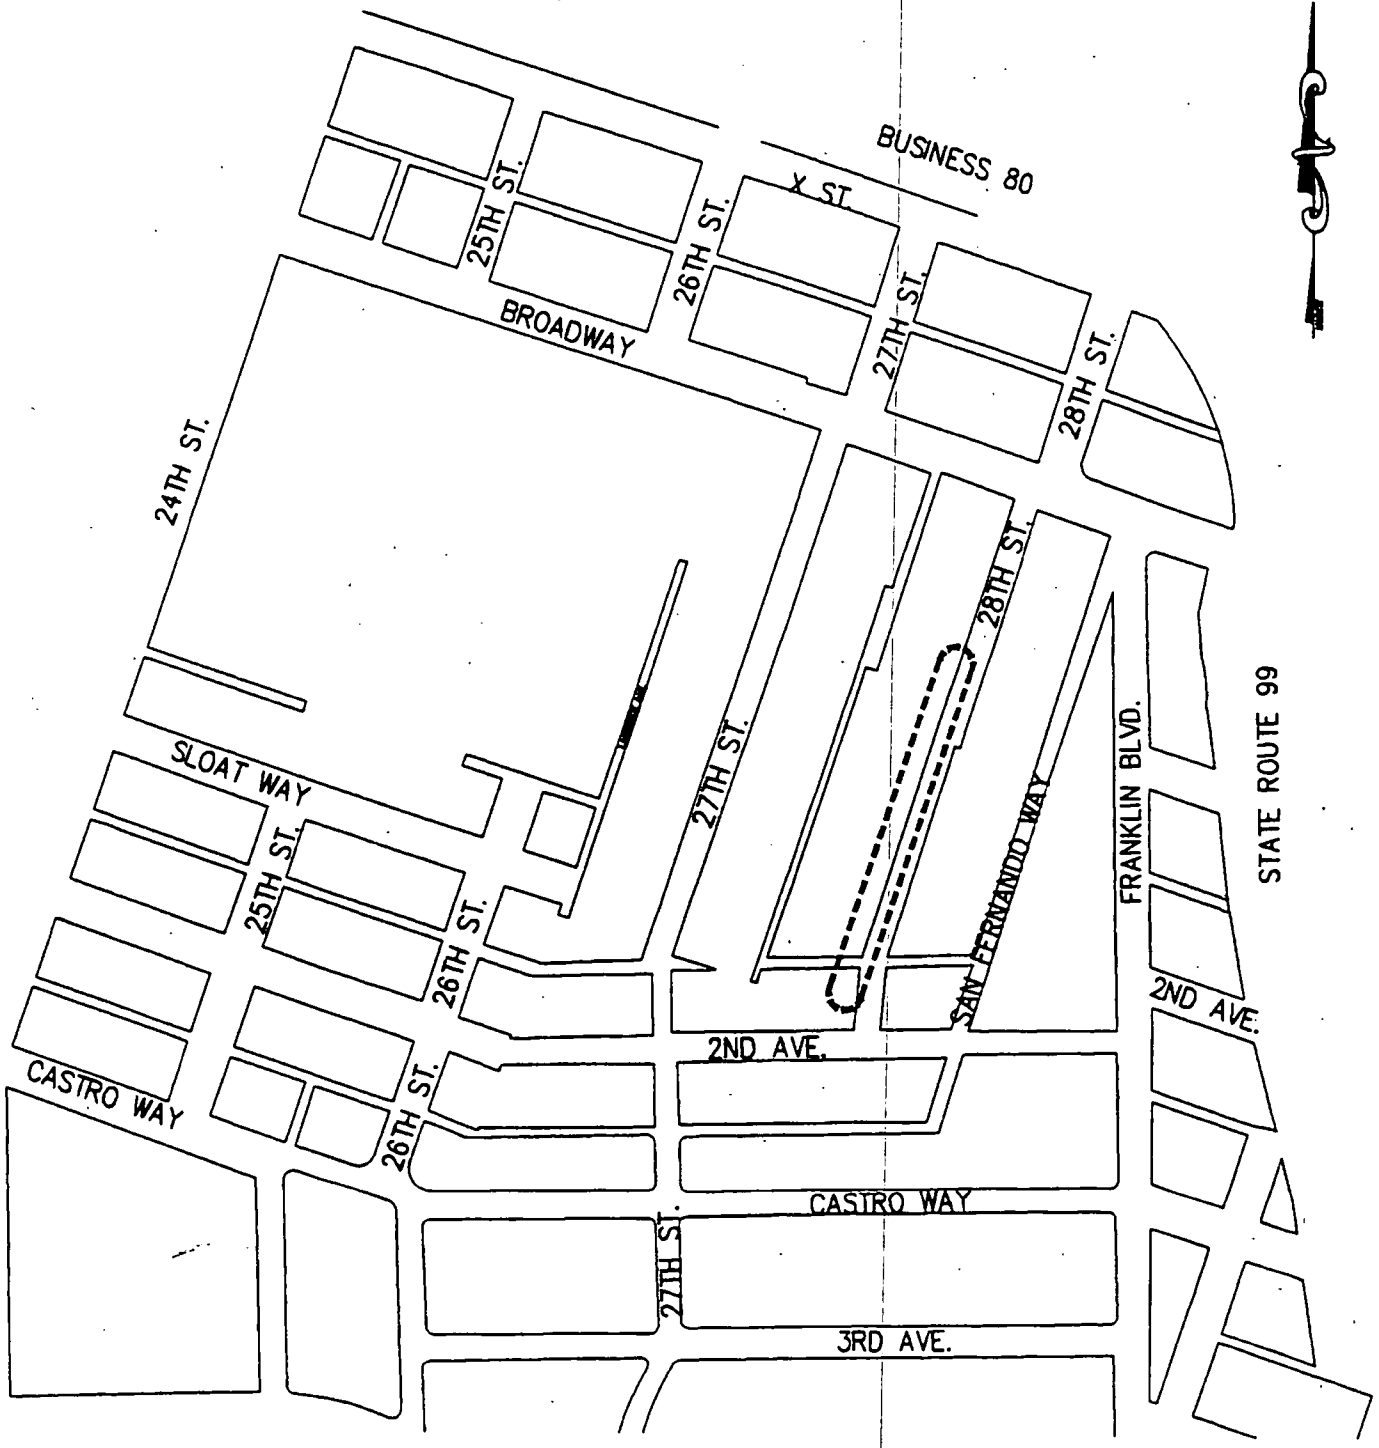 BUSINESS 80
X ST.
25TH ST.
26TH ST.
27TH ST.
28TH ST.
BROADWAY
24TH ST.
28TH ST.
STATE ROUTE 99
27TH ST.
FRANKLIN BLVD.
SLOAT WAY
SAN FERNANDO WAY
25TH ST.
26TH ST.
2ND AVE.
2ND AVE.
CASTRO WAY
26TH ST.
CASTRO WAY
27TH ST.
3RD AVE.